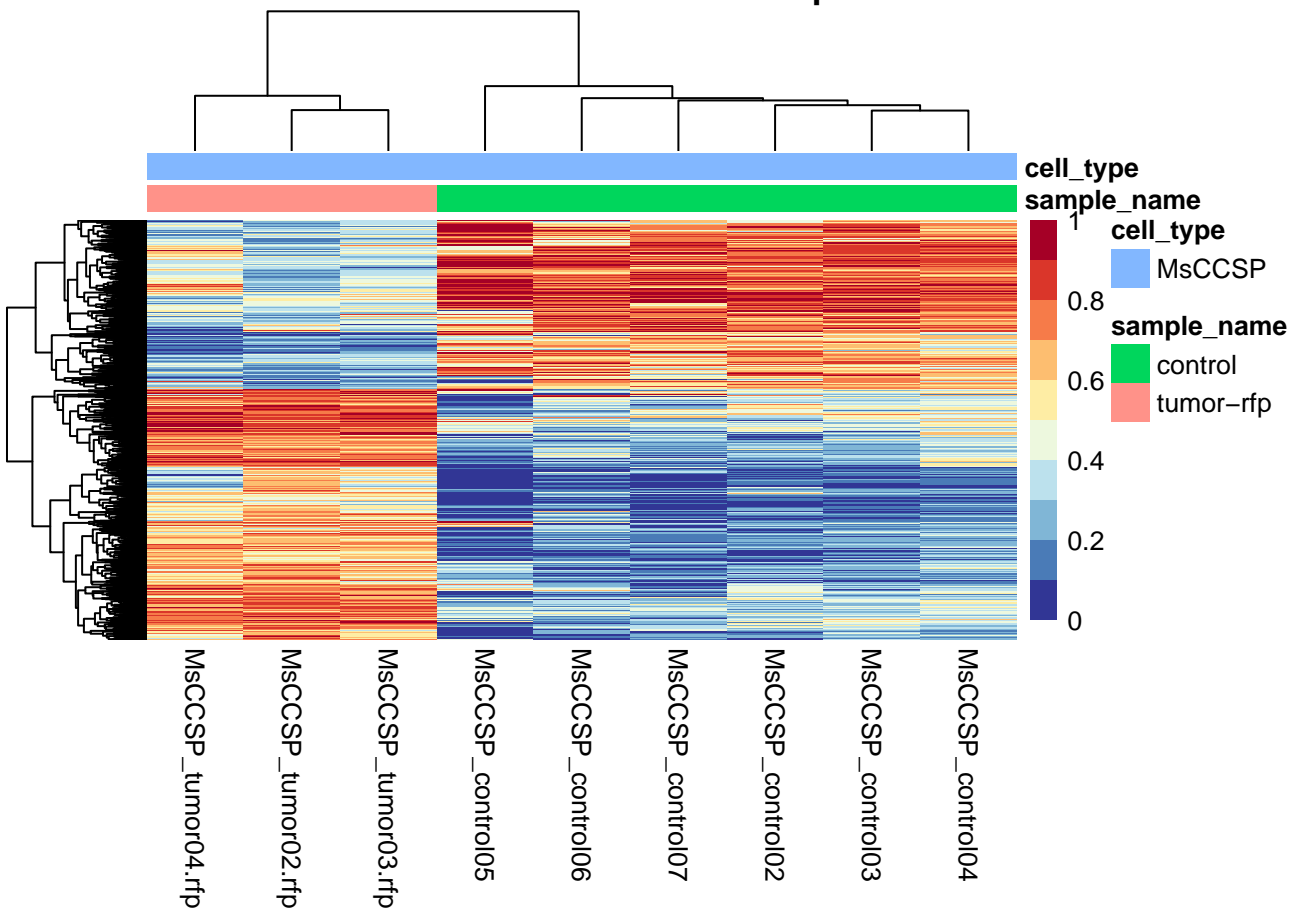 cell_type
sample_name
1
0.8
0.6
0.4
0.2
0
cell_type
MsCCSP
sample_name
control
tumor−rfp
MsCCSP_tumor04.rfp
MsCCSP_tumor02.rfp
MsCCSP_tumor03.rfp
MsCCSP_control05
MsCCSP_control06
MsCCSP_control07
MsCCSP_control02
MsCCSP_control03
MsCCSP_control04